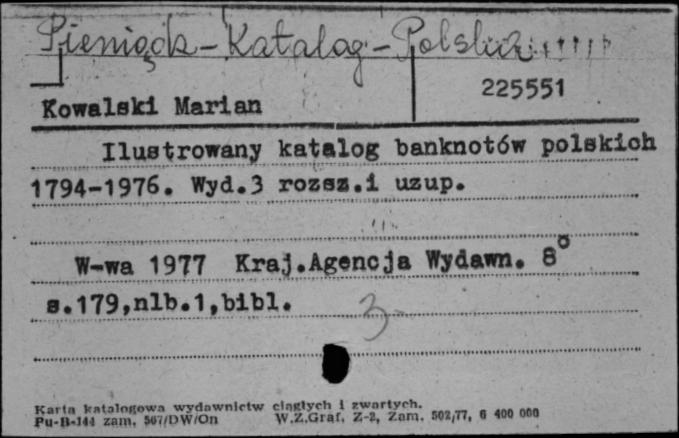 Pieniądz – Katalog – Polska
225551
Kowalski Marian
Ilustrowany katalog banknotów polskich
1794-1976. Wyd.3 rozsz.i uzup.
W-wa 1977 Kraj.Agencja Wydawn. 8°
s.179,nlb.1,bibl.
3-
Karta katalogowa wydawnictw ciągłych i zwartych.
Pu-B-144 zam. 567/DW/On W.Z.Graf. Z-2, Zam. 502/77, 6 400 000